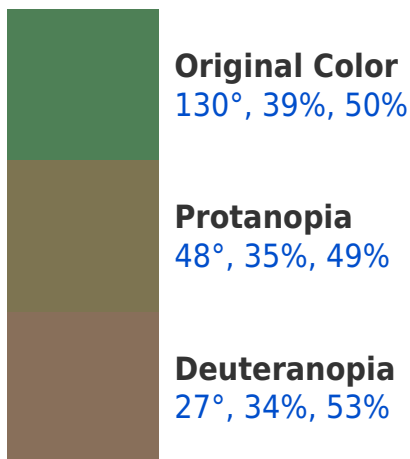 Original Color
130°, 39%, 50%
Protanopia
48°, 35%, 49%
Deuteranopia
27°, 34%, 53%